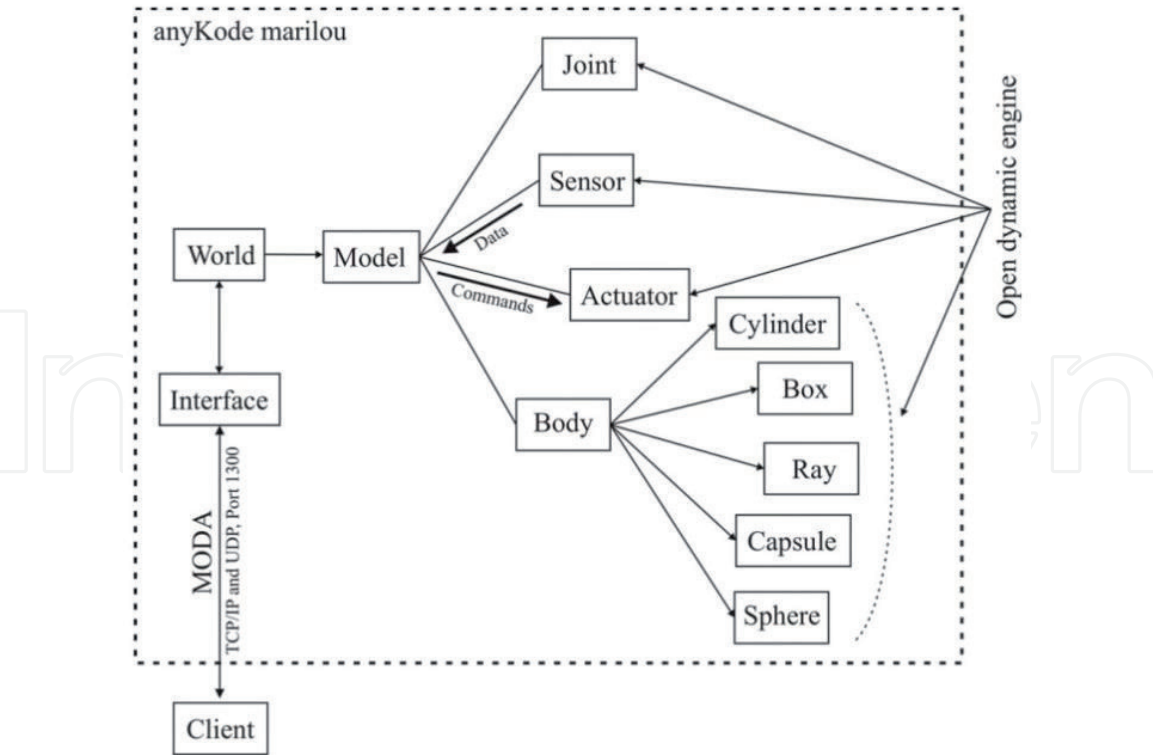 anyKode marilou
Joint
Sensor
Data
World
Model
Commands
Actuator
Open dynamic engine
Cylinder
Box
Interface
Body
Ray
MODA
TCP/IP and UDP, Port 1300
Capsule
Sphere
Client